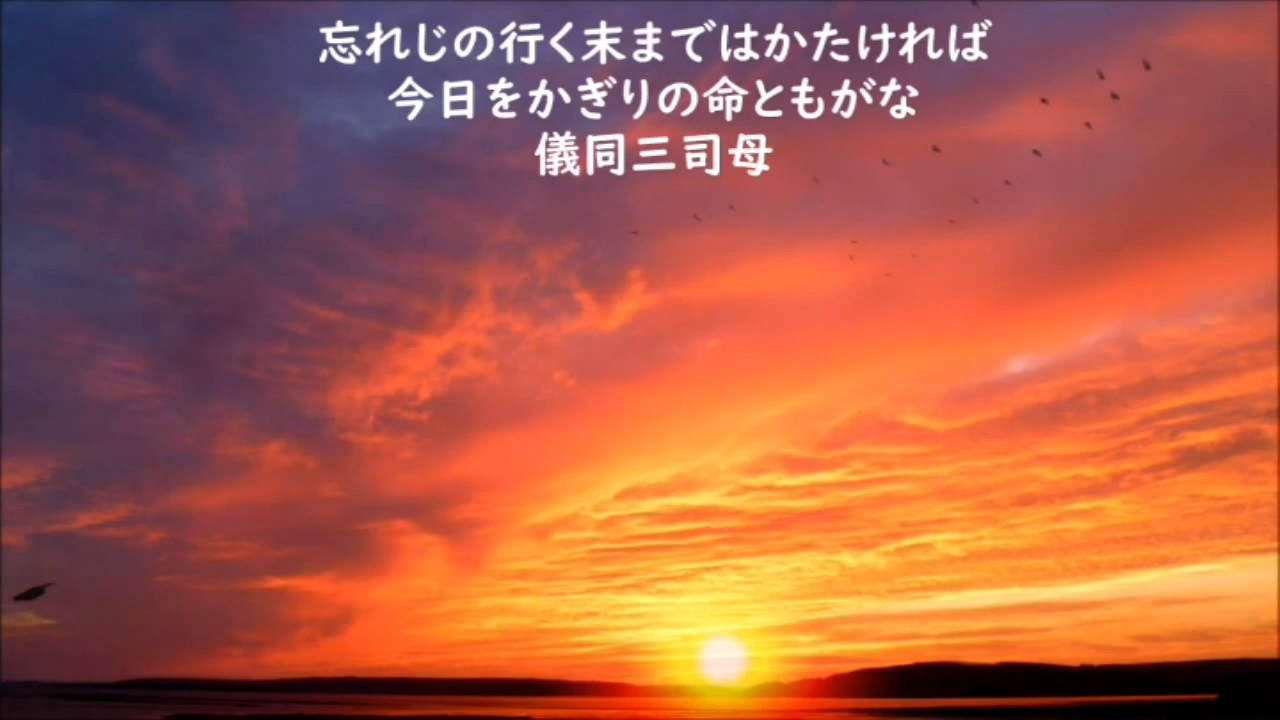 忘れじの行く末まではかたければ
今日をかぎりの命ともがな
儀同三司母